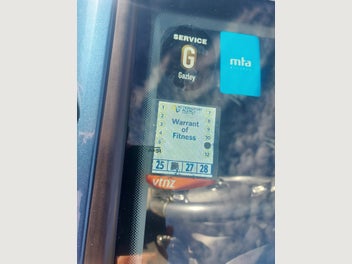 SERVICE
G
Gazley
mta
Warrant
of
Fitness
1
2
3
4
5
7
8
9
10
12
25 27 28
vtnz